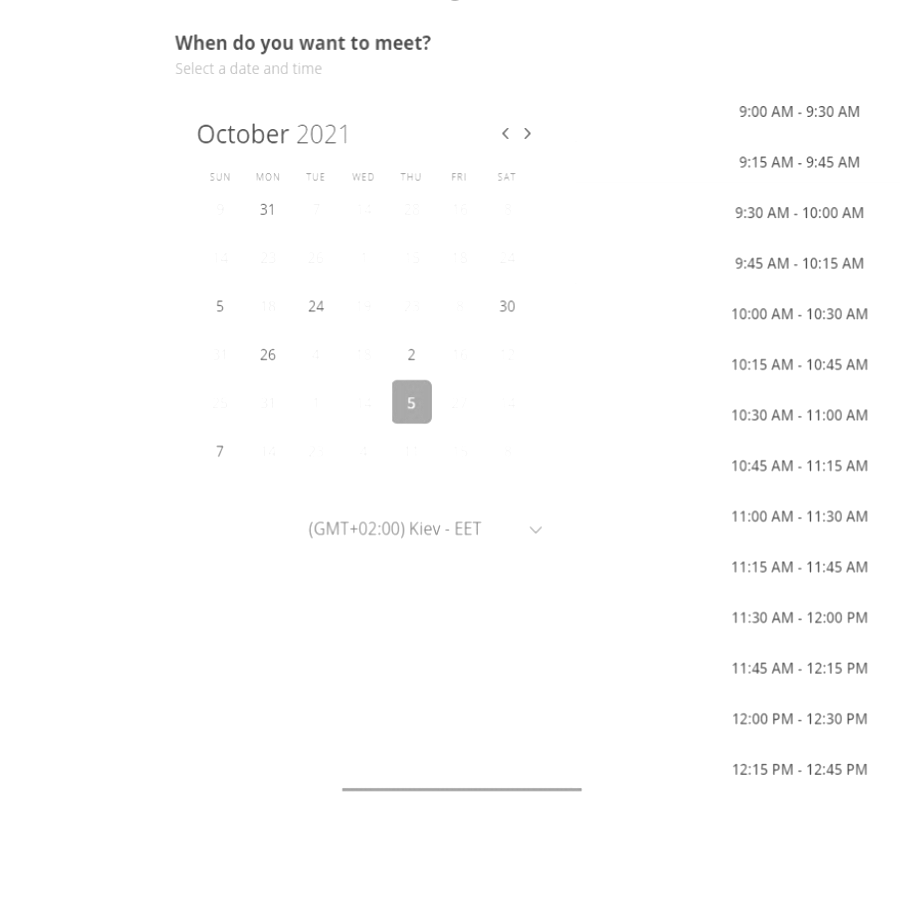 When do you want to meet?
Select a date and time
October 2021
SUN MON TUE WED THU FRI SAT
31
5 24 30
26 2
5
7
(GMT+02:00) Kiev - EET
9:00 AM - 9:30 AM
9:15 AM - 9:45 AM
9:30 AM - 10:00 AM
9:45 AM - 10:15 AM
10:00 AM - 10:30 AM
10:15 AM - 10:45 AM
10:30 AM - 11:00 AM
10:45 AM - 11:15 AM
11:00 AM - 11:30 AM
11:15 AM - 11:45 AM
11:30 AM - 12:00 PM
11:45 AM - 12:15 PM
12:00 PM - 12:30 PM
12:15 PM - 12:45 PM